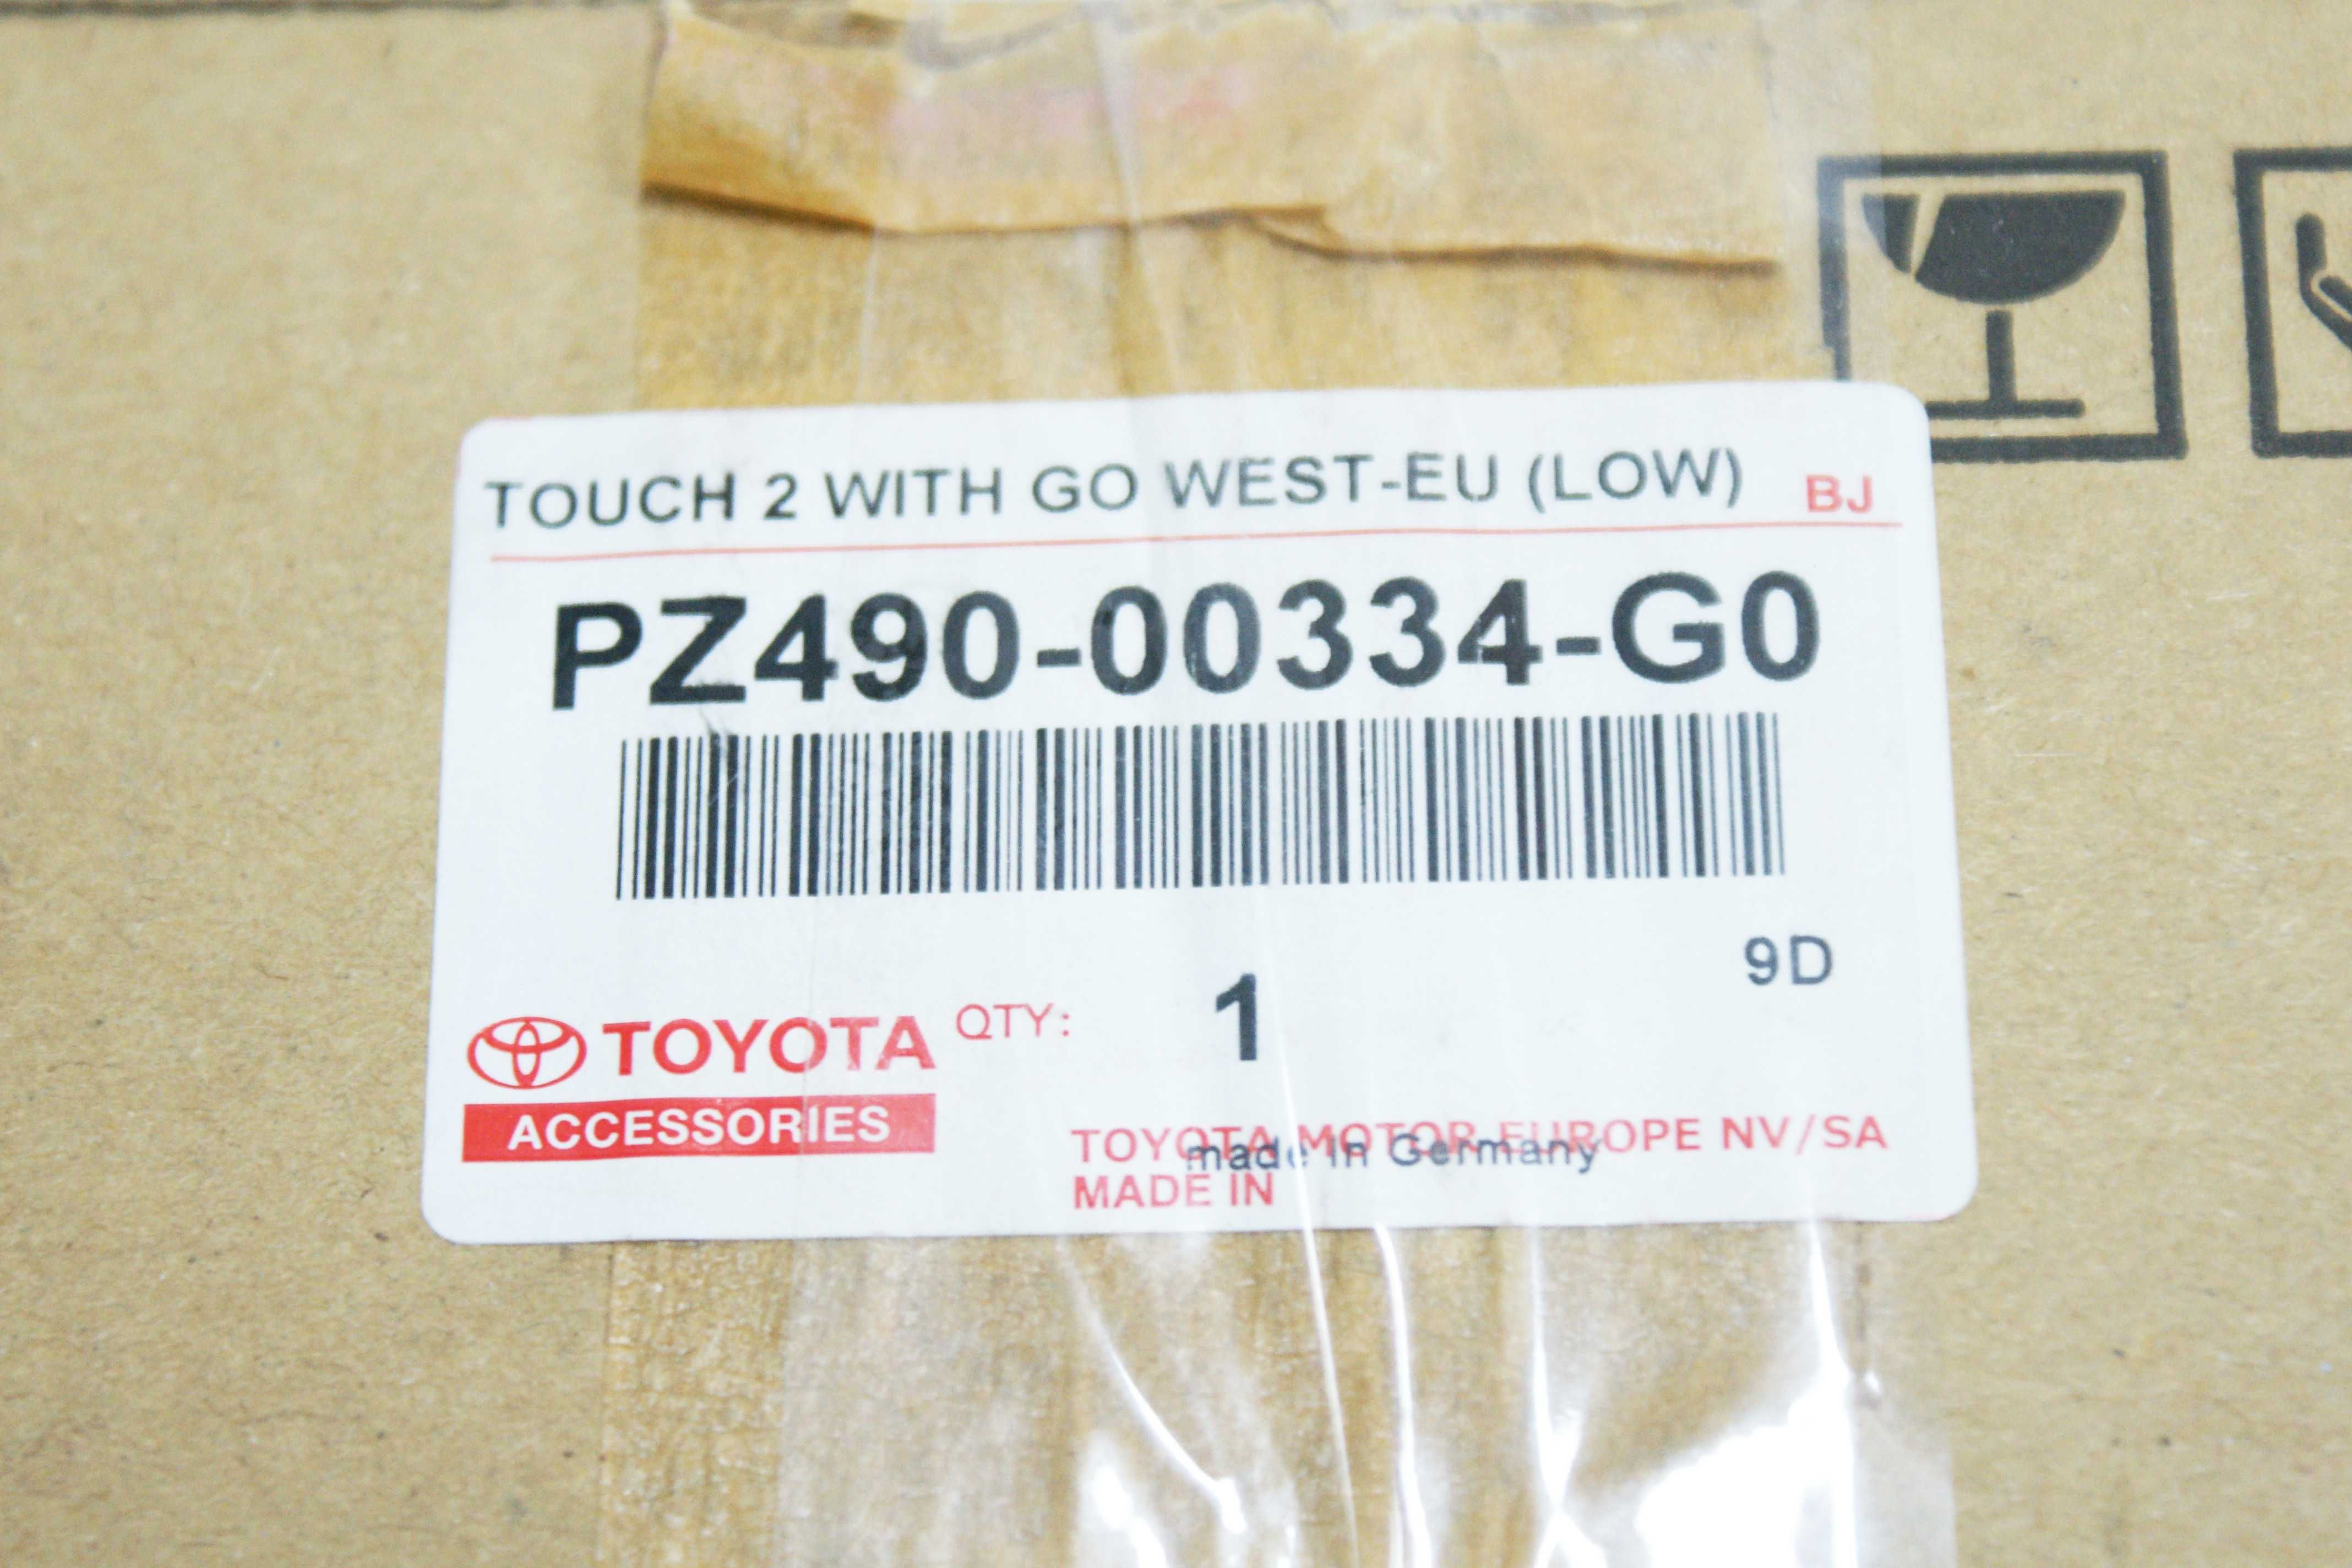 TOUCH 2 WITH GO WEST-EU (LOW) BJ
PZ490-00334-G0
9D
TOYOTA QTY: 1
ACCESSORIES
TOYOTA MOTOR EUROPE NV/SA
made in Germany
MADE IN